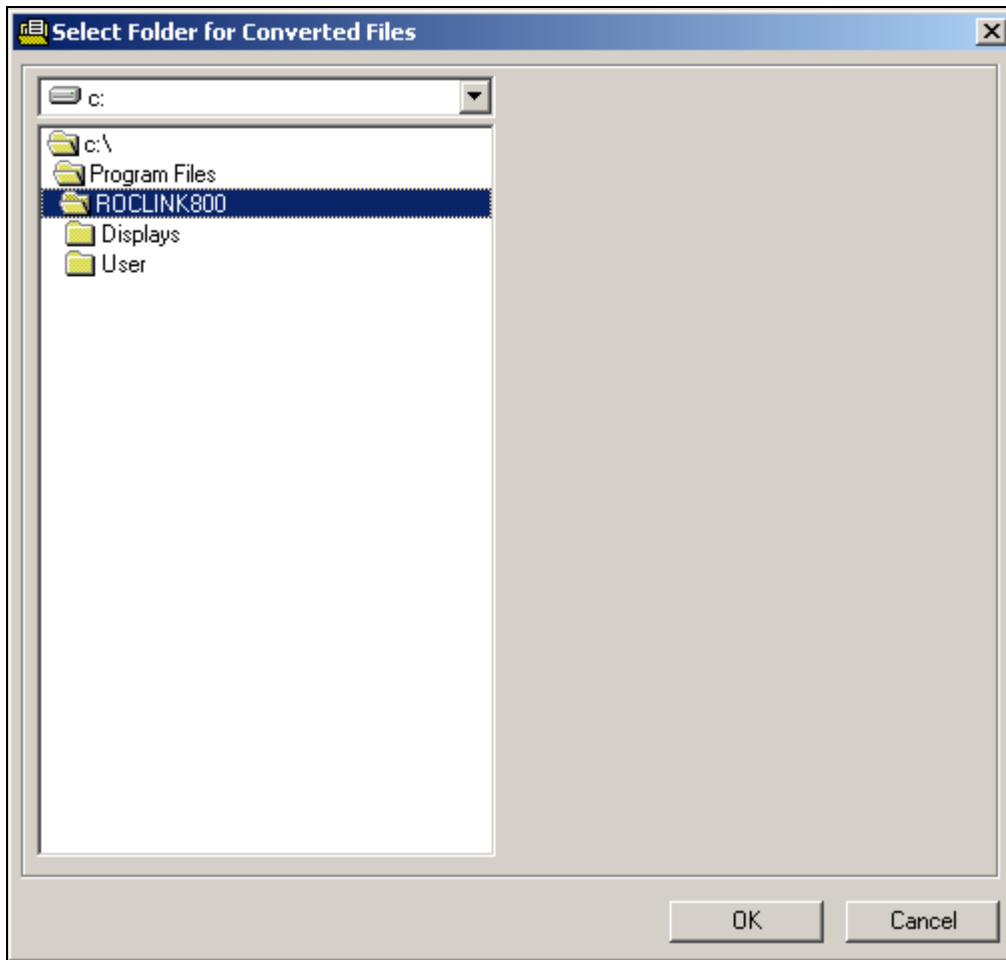 Select Folder for Converted Files
c:
c:\
Program Files
ROCLINK800
Displays
User
OK Cancel